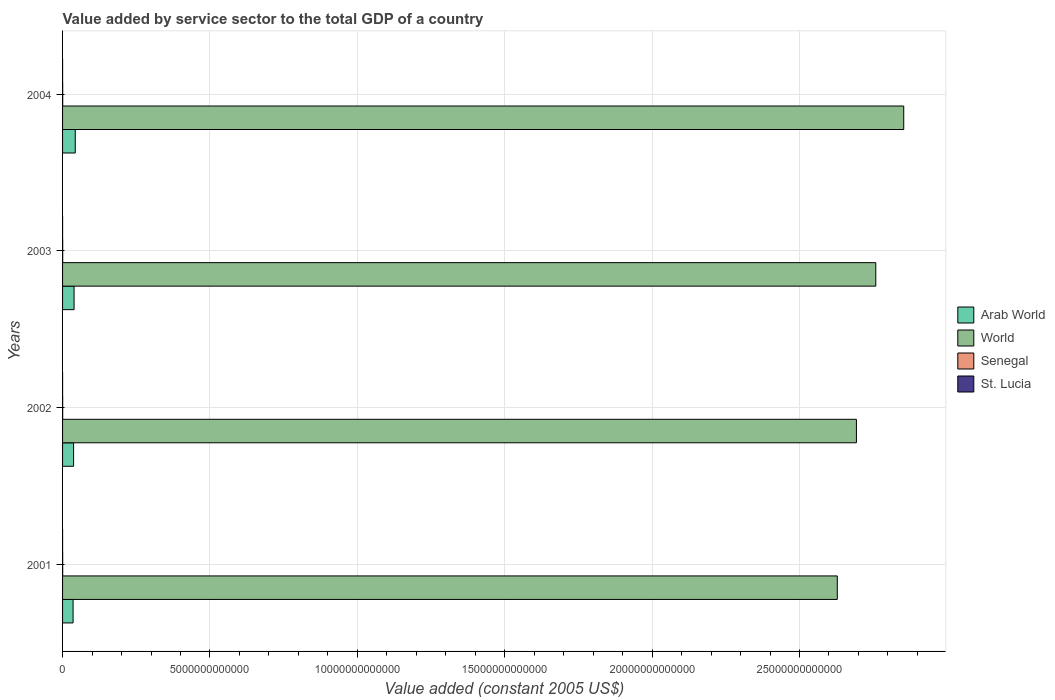 Value added by service sector to the total GDP of a country
2004
2003
2002
2001
Years
0
5000000000000
10000000000000
15000000000000
20000000000000
25000000000000
Value added (constant 2005 US$)
Arab World
World
Senegal
St. Lucia